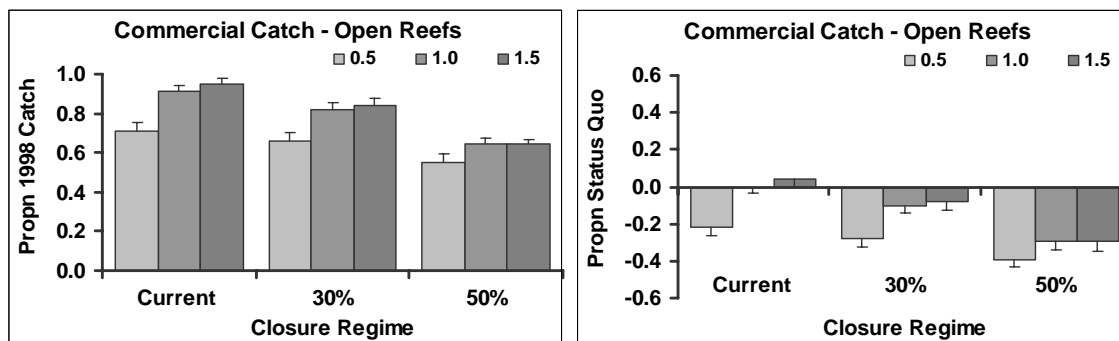 Commercial Catch - Open Reefs
0.5 1.0 1.5
Propn 1998 Catch
1.0
0.8
0.6
0.4
0.2
0.0
Current 30% 50%
Closure Regime
Commercial Catch - Open Reefs
0.5 1.0 1.5
Propn Status Quo
0.6
0.4
0.2
0.0
-0.2
-0.4
-0.6
Current 30% 50%
Closure Regime